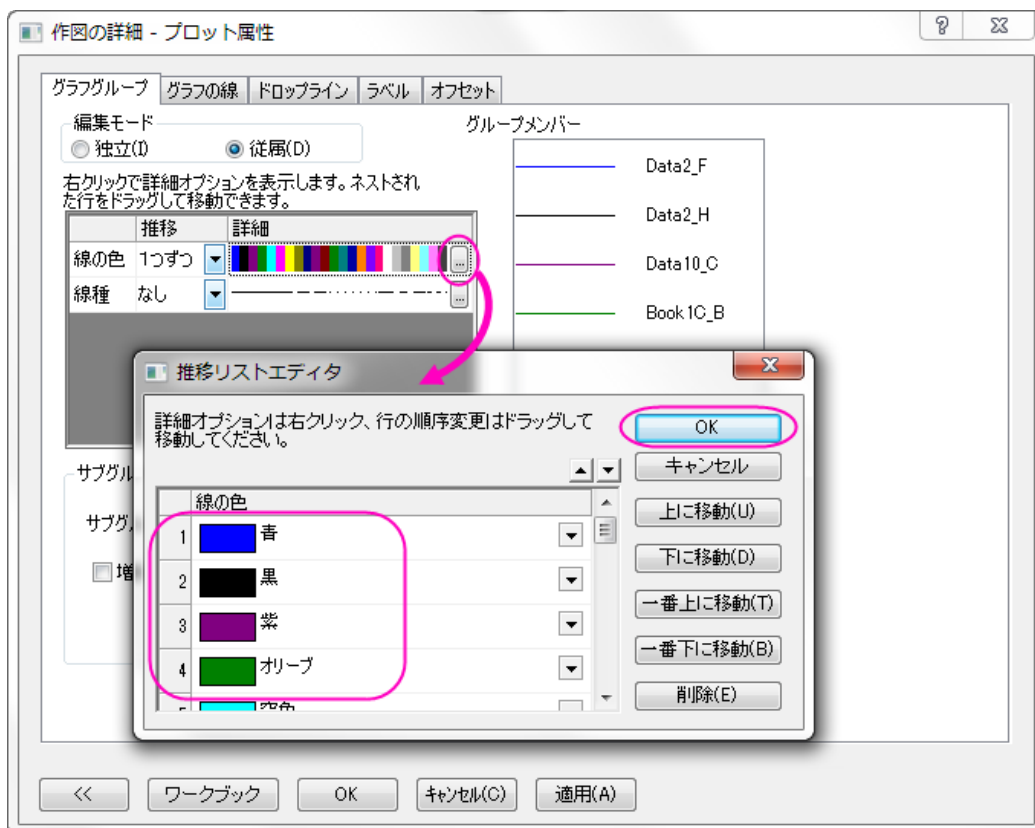 作図の詳細 - プロット属性
グラフグループ グラフの線 ドロップライン ラベル オフセット
編集モード
独立(I) 従属(D)
右クリックで詳細オプションを表示します。ネストされ
た行をドラッグして移動できます。
推移 詳細
線の色 1つずつ ...
線種 なし ...
グループメンバー
Data2_F
Data2_H
Data10_C
Book1C_B
サブグル
サブグ
増
推移リストエディタ
詳細オプションは右クリック、行の順序変更はドラッグして
移動してください。
線の色
1 青
2 黒
3 紫
4 オリーブ
5 空色
OK
キャンセル
上に移動(U)
下に移動(D)
一番上に移動(T)
一番下に移動(B)
削除(E)
<< ワークブック OK キャンセル(C) 適用(A)